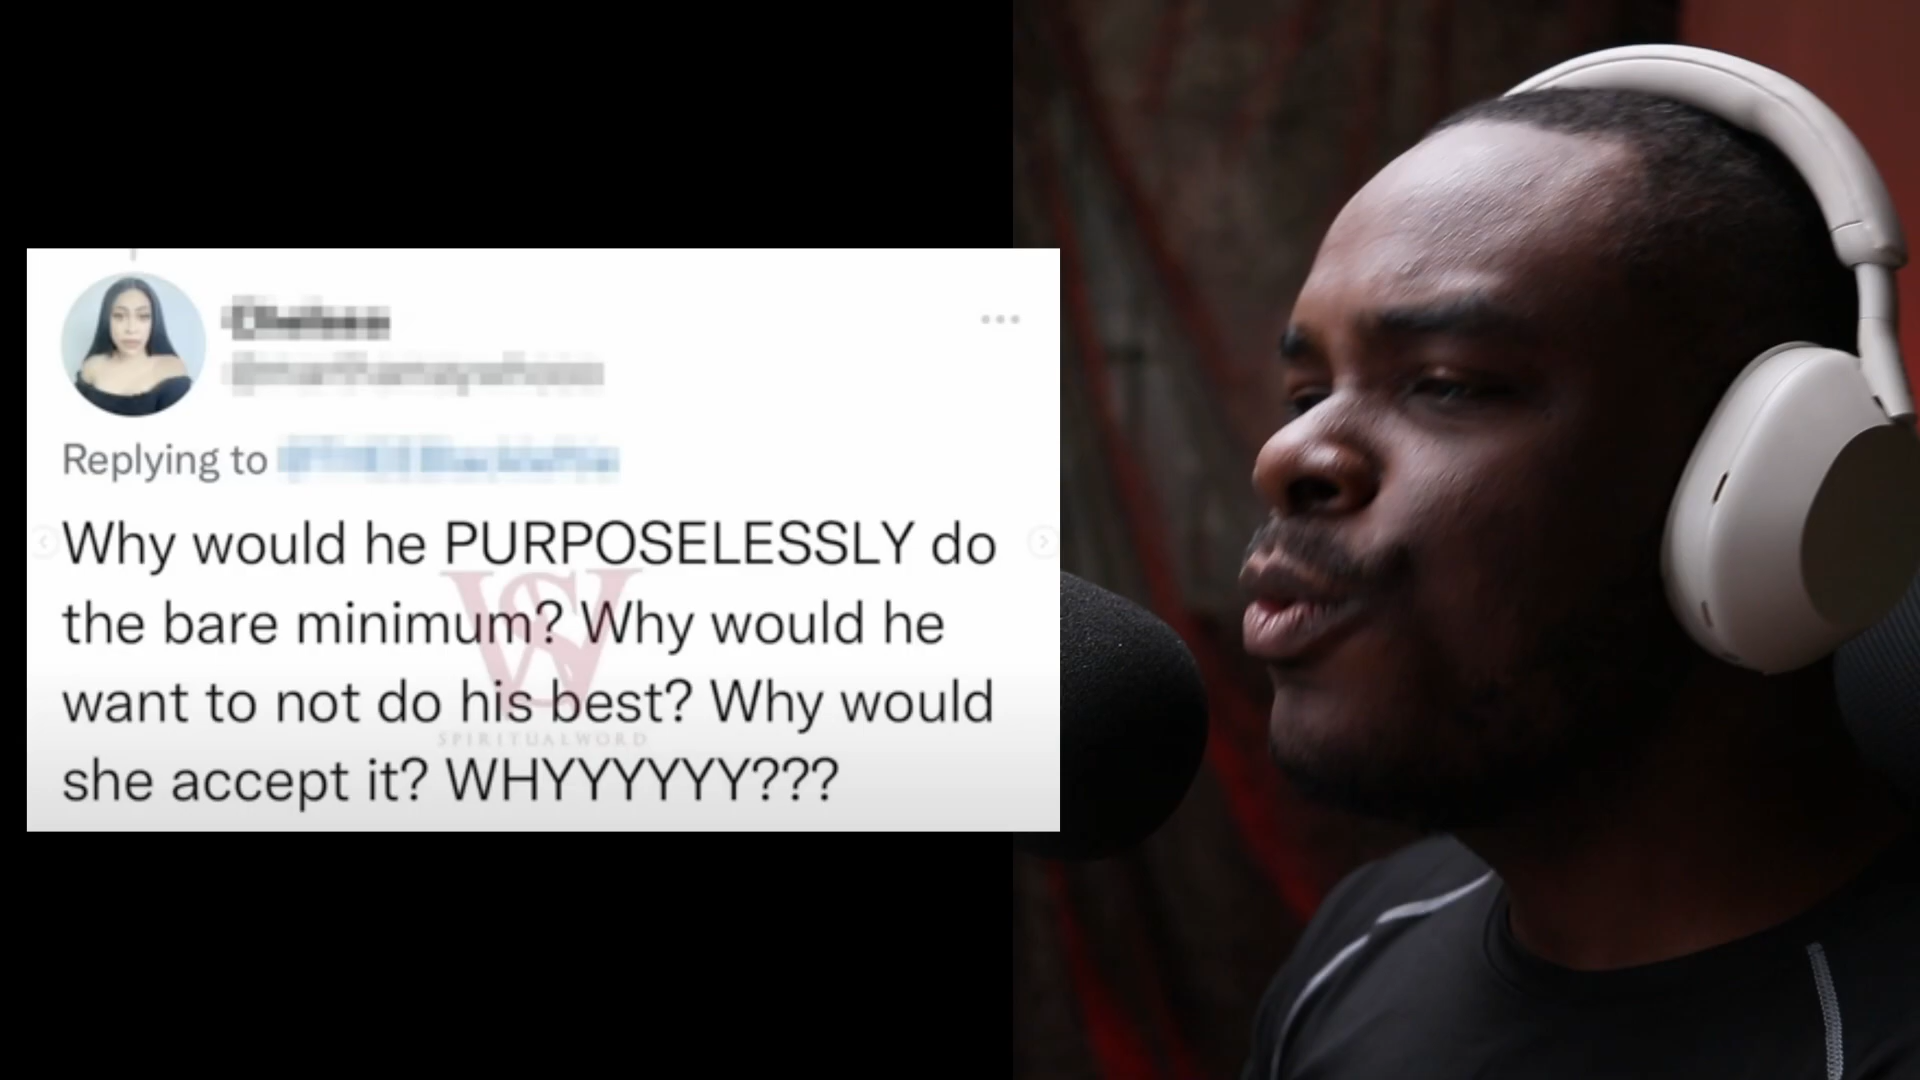 Replying to
Why would he PURPOSELESSLY do
the bare minimum? Why would he
want to not do his best? Why would
she accept it? WHYYYYYY???
SPIRITUALWORD